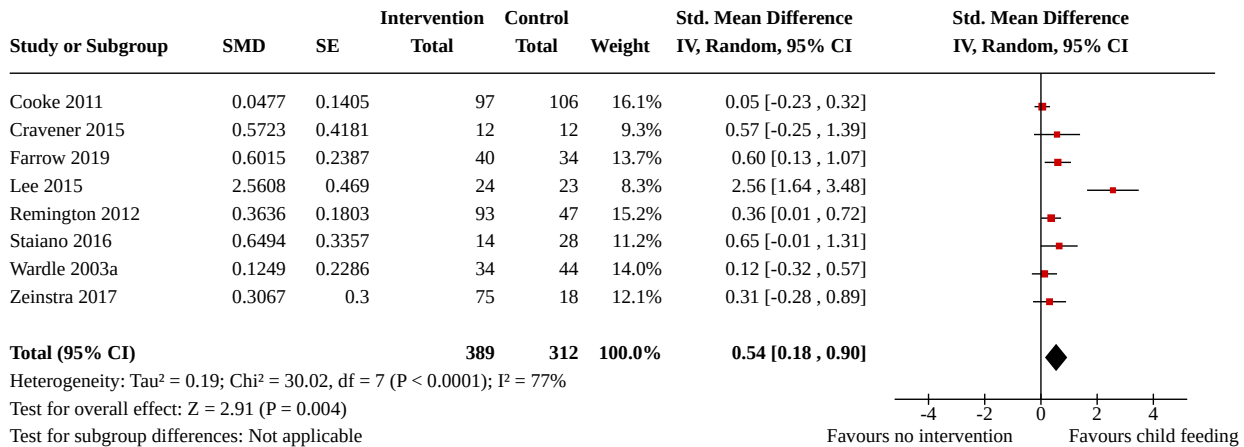 Intervention Control Std. Mean Difference Std. Mean Difference
Study or Subgroup SMD SE Total Total Weight IV, Random, 95% CI IV, Random, 95% CI
Cooke 2011 0.0477 0.1405 97 106 16.1% 0.05 [-0.23 , 0.32]
Cravener 2015 0.5723 0.4181 12 12 9.3% 0.57 [-0.25 , 1.39]
Farrow 2019 0.6015 0.2387 40 34 13.7% 0.60 [0.13 , 1.07]
Lee 2015 2.5608 0.469 24 23 8.3% 2.56 [1.64 , 3.48]
Remington 2012 0.3636 0.1803 93 47 15.2% 0.36 [0.01 , 0.72]
Staiano 2016 0.6494 0.3357 14 28 11.2% 0.65 [-0.01 , 1.31]
Wardle 2003a 0.1249 0.2286 34 44 14.0% 0.12 [-0.32 , 0.57]
Zeinstra 2017 0.3067 0.3 75 18 12.1% 0.31 [-0.28 , 0.89]
Total (95% CI) 389 312 100.0% 0.54 [0.18 , 0.90]
Heterogeneity: Tau² = 0.19; Chi² = 30.02, df = 7 (P < 0.0001); I² = 77%
Test for overall effect: Z = 2.91 (P = 0.004)
-4 -2 0 2 4
Test for subgroup differences: Not applicable
Favours no intervention Favours child feeding